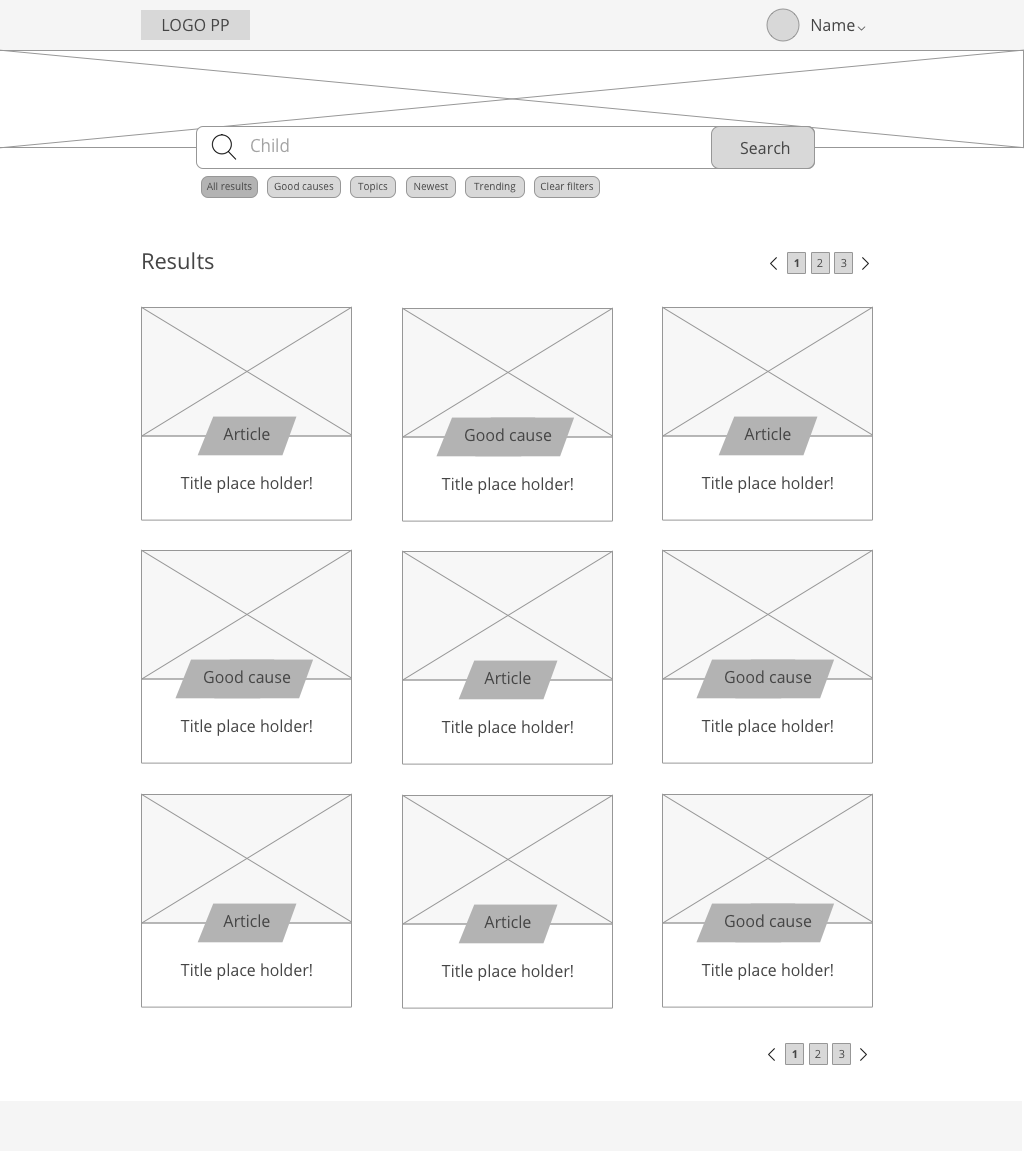 LOGO PP
Name
Child
Search
All results
Good causes
Topics
Newest
Trending
Clear filters
Results
1 2 3
Article
Good cause
Article
Title place holder!
Title place holder!
Title place holder!
Good cause
Article
Good cause
Title place holder!
Title place holder!
Title place holder!
Article
Article
Good cause
Title place holder!
Title place holder!
Title place holder!
1 2 3